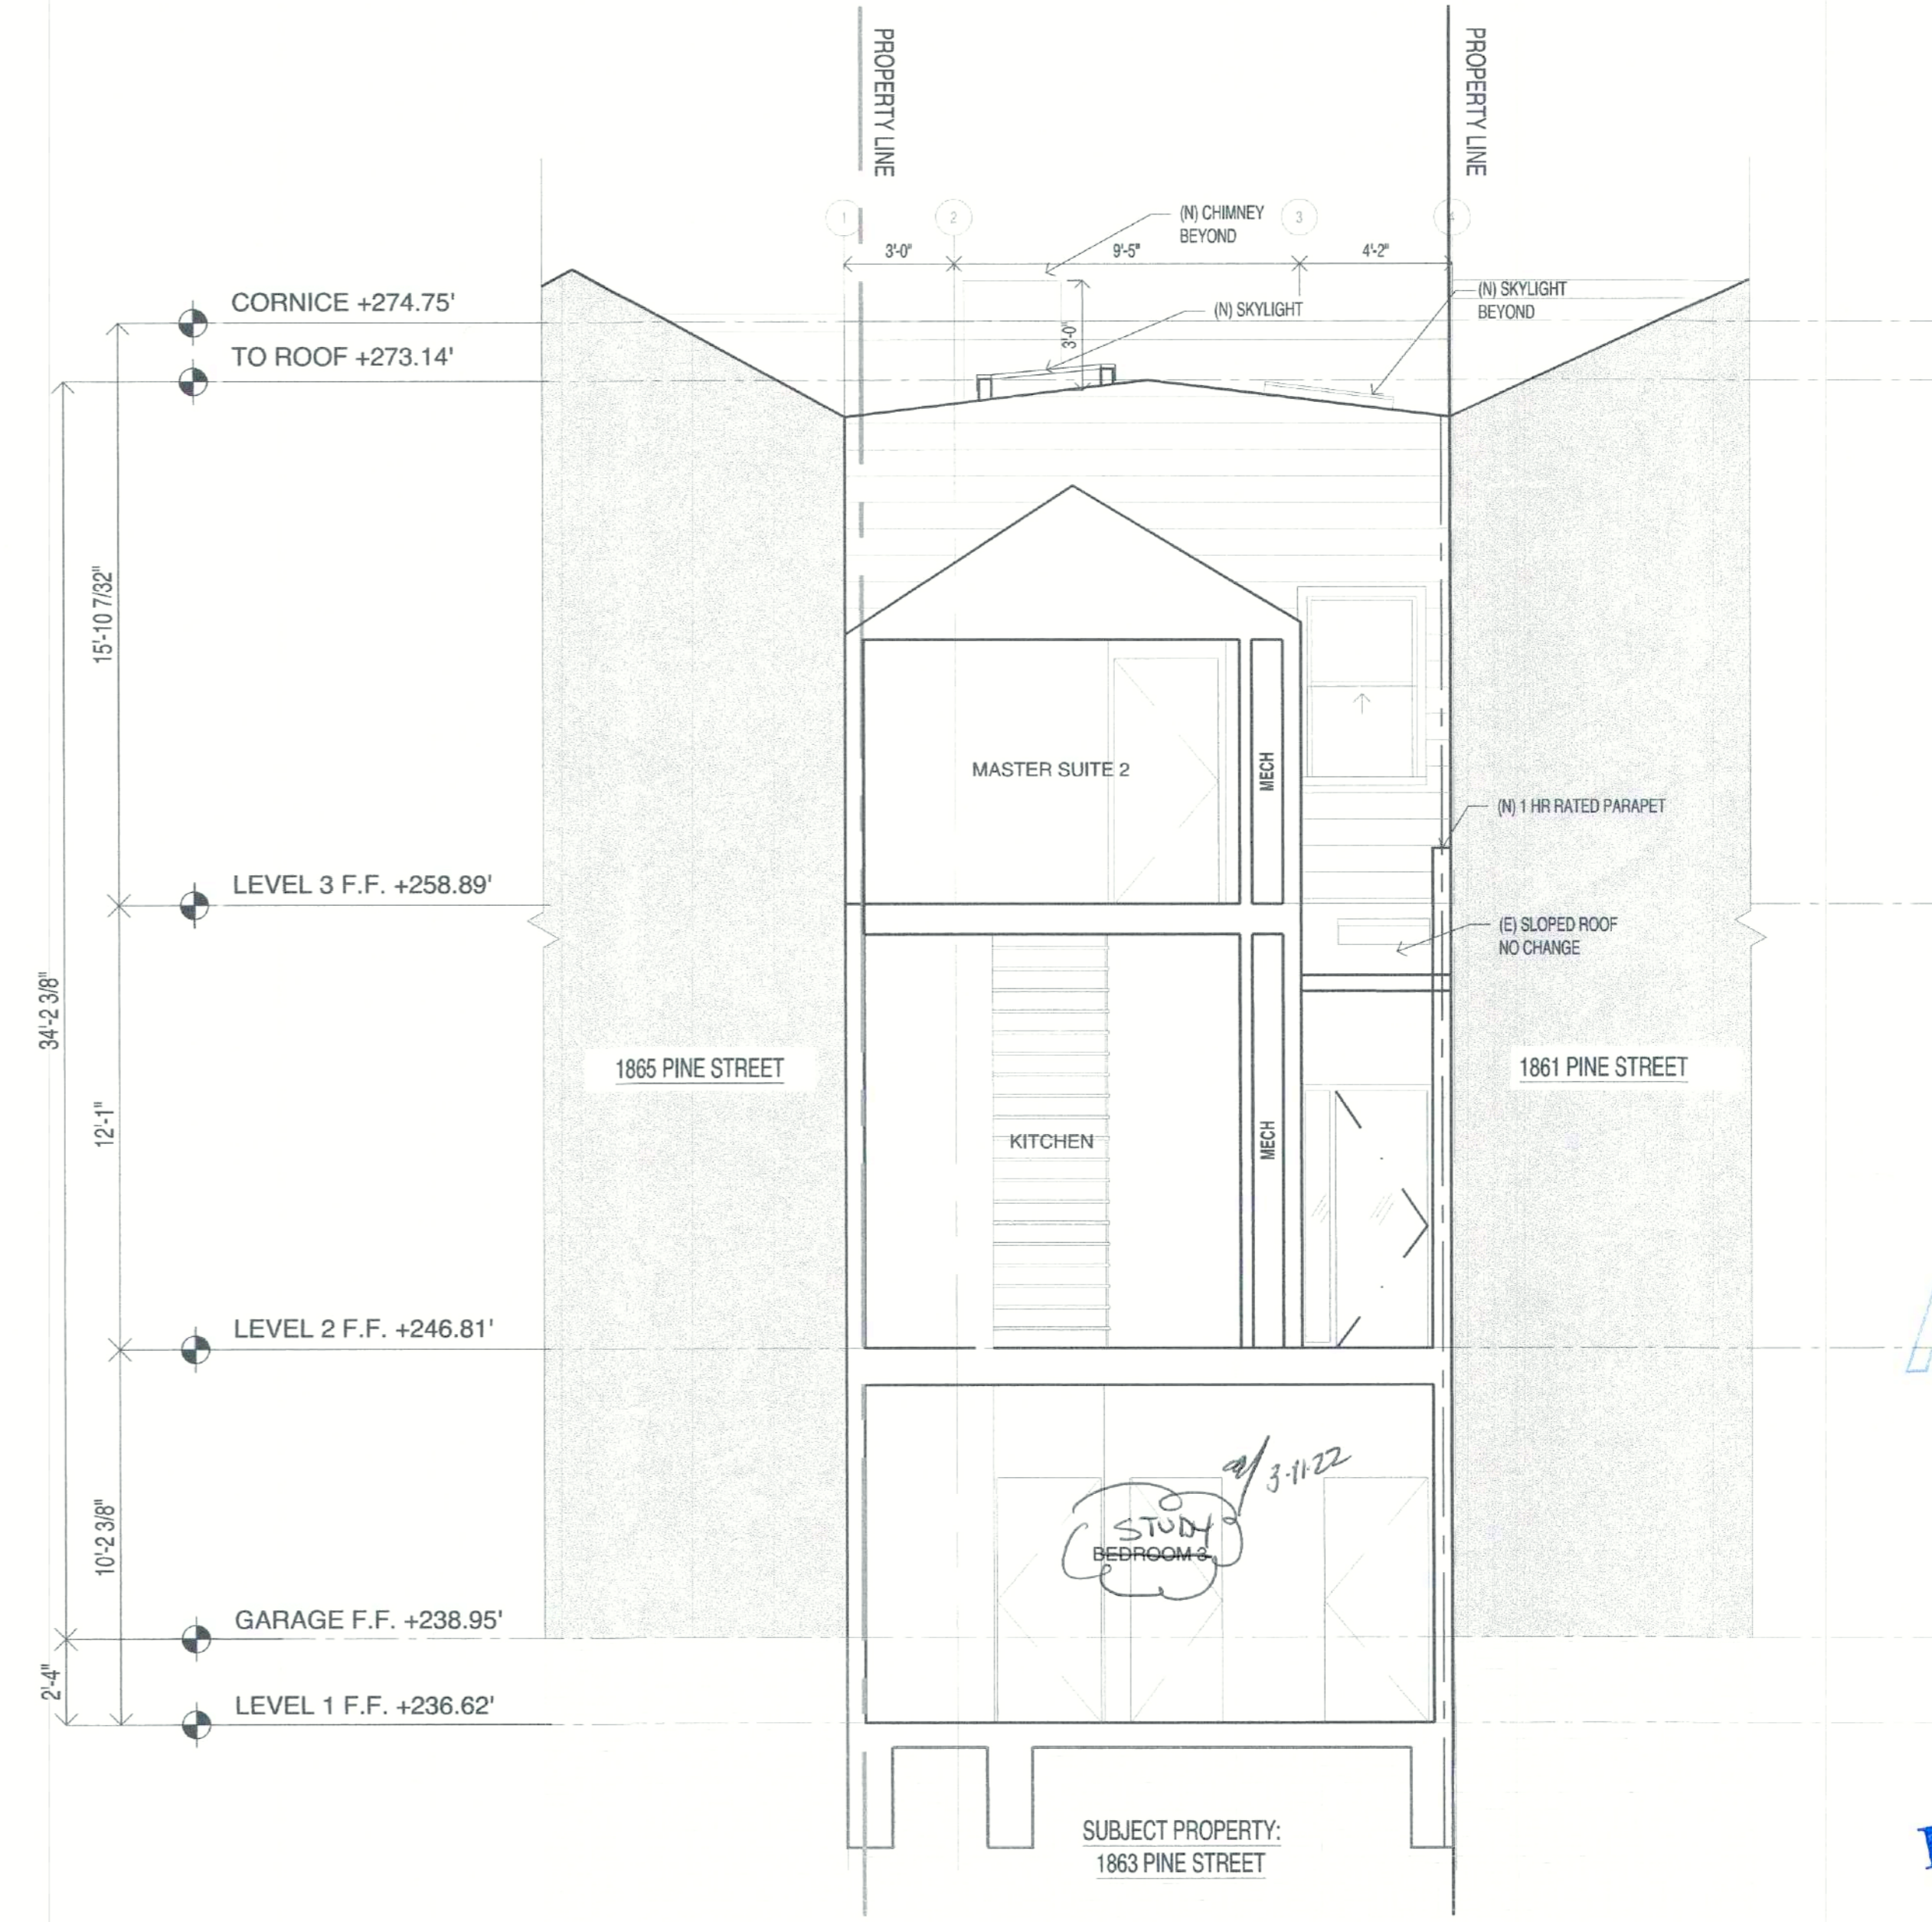 PROPERTY LINE
PROPERTY LINE
1
2
3
4
(N) CHIMNEY
BEYOND
3'-0"
9'-5"
4'-2"
(N) SKYLIGHT
BEYOND
(N) SKYLIGHT
3'-0"
CORNICE +274.75'
TO ROOF +273.14'
15'-10 7/32"
MASTER SUITE 2
MECH
(N) 1 HR RATED PARAPET
LEVEL 3 F.F. +258.89'
(E) SLOPED ROOF
NO CHANGE
34'-2 3/8"
1865 PINE STREET
1861 PINE STREET
12'-1"
KITCHEN
MECH
LEVEL 2 F.F. +246.81'
3-11-22
STUDY
BEDROOM 3
10'-2 3/8"
GARAGE F.F. +238.95'
2'-4"
LEVEL 1 F.F. +236.62'
SUBJECT PROPERTY:
1863 PINE STREET